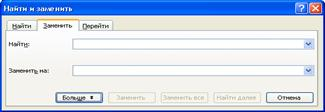 Найти и заменить
Найти Заменить Перейти
Найти:
Заменить на:
Больше Заменить Заменить все Найти далее Отмена